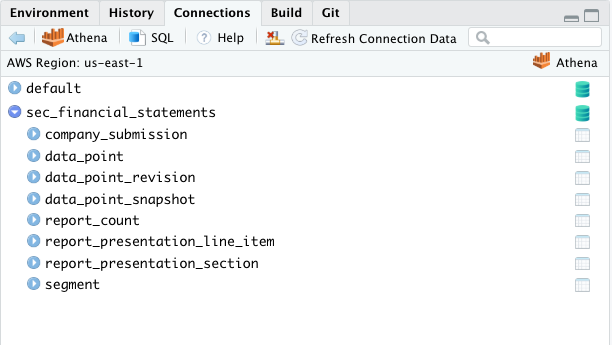 Environment History Connections Build Git
Athena SQL ? Help Refresh Connection Data
AWS Region: us-east-1 Athena
default
sec_financial_statements
company_submission
data_point
data_point_revision
data_point_snapshot
report_count
report_presentation_line_item
report_presentation_section
segment